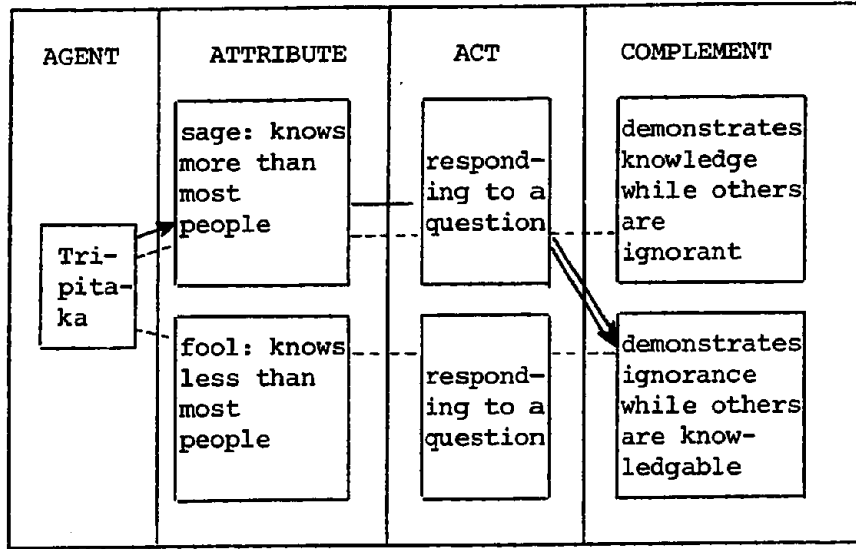 AGENT
ATTRIBUTE
ACT
COMPLEMENT
Tri-
pita-
ka
sage: knows
more than
most
people
respond-
ing to a
question
demonstrates
knowledge
while others
are
ignorant
fool: knows
less than
most
people
respond-
ing to a
question
demonstrates
ignorance
while others
are know-
ledgable